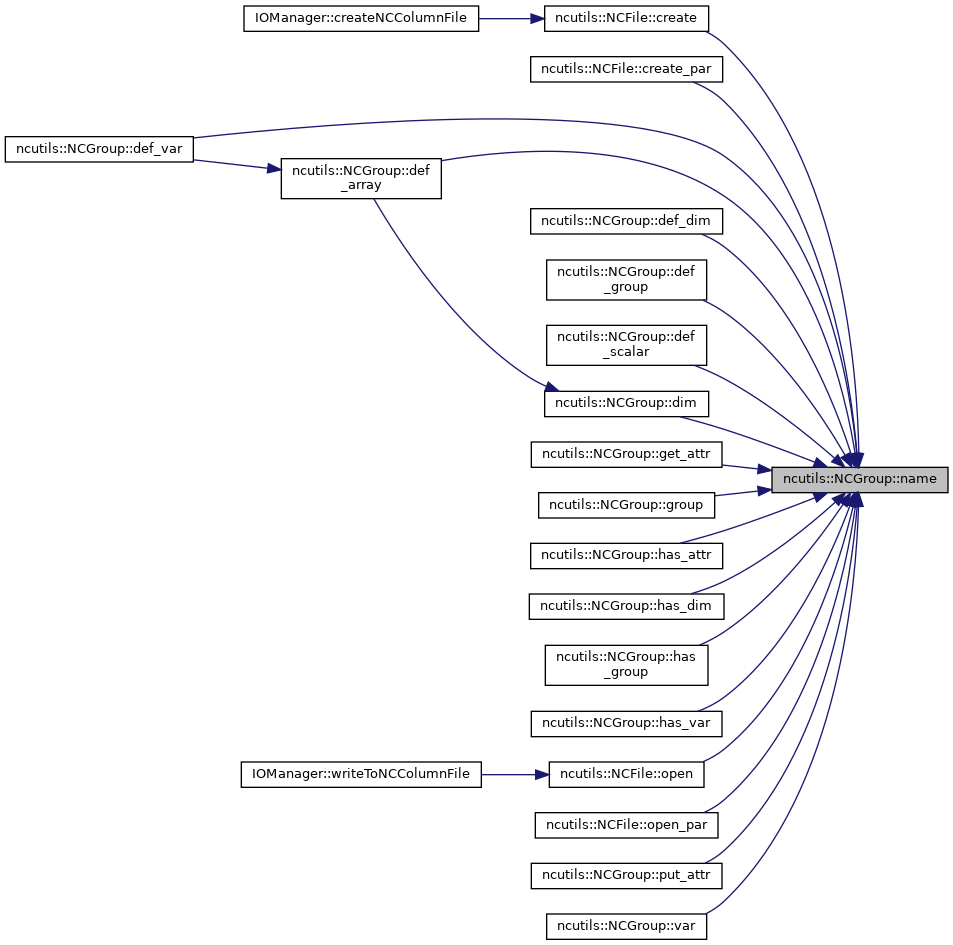 IOManager::createNCColumnFile
ncutils::NCFile::create
ncutils::NCFile::create_par
ncutils::NCGroup::def_var
ncutils::NCGroup::def
_array
ncutils::NCGroup::def_dim
ncutils::NCGroup::def
_group
ncutils::NCGroup::def
_scalar
ncutils::NCGroup::dim
ncutils::NCGroup::get_attr
ncutils::NCGroup::name
ncutils::NCGroup::group
ncutils::NCGroup::has_attr
ncutils::NCGroup::has_dim
ncutils::NCGroup::has
_group
ncutils::NCGroup::has_var
IOManager::writeToNCColumnFile
ncutils::NCFile::open
ncutils::NCFile::open_par
ncutils::NCGroup::put_attr
ncutils::NCGroup::var